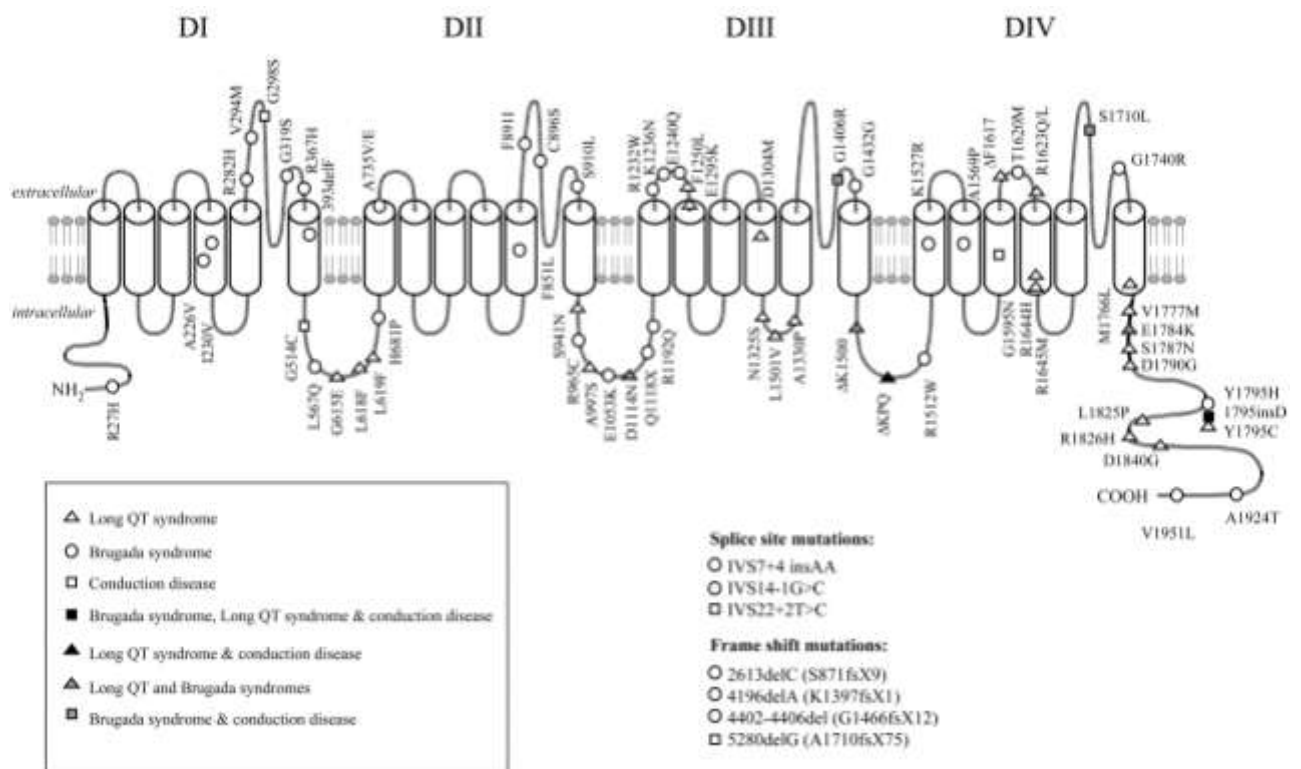 DI DII DIII DIV
V294M
G298S
R282H
G319S
R367H
393delF
A735V/E
F891I
C896S
S910L
R1232W
K1236N
E1240Q
F1250L
E1295K
D1304M
G1406R
G1432G
K1527R
A1569P
ΔF1617
T1620M
R1623Q/L
S1710L
G1740R
extracellular
intracellular
NH2
R27H
A226V
I230V
G514C
L567Q
G615E
L618F
L619F
H681P
F851L
S941N
R965C
A997S
E1053K
D1114N
Q1118X
R1192Q
N1325S
L1501V
A1330P
ΔK1500
ΔKPQ
R1512W
G1595N
R1644H
R1645M
M1766L
V1777M
E1784K
S1787N
D1790G
Y1795H
1795insD
Y1795C
L1825P
R1826H
D1840G
COOH
V1951L
A1924T
Long QT syndrome
Brugada syndrome
Conduction disease
Brugada syndrome, Long QT syndrome & conduction disease
Long QT syndrome & conduction disease
Long QT and Brugada syndromes
Brugada syndrome & conduction disease
Splice site mutations:
IVS7+4 insAA
IVS14-1G>C
IVS22+2T>C
Frame shift mutations:
2613delC (S871fsX9)
4196delA (K1397fsX1)
4402-4406del (G1466fsX12)
5280delG (A1710fsX75)